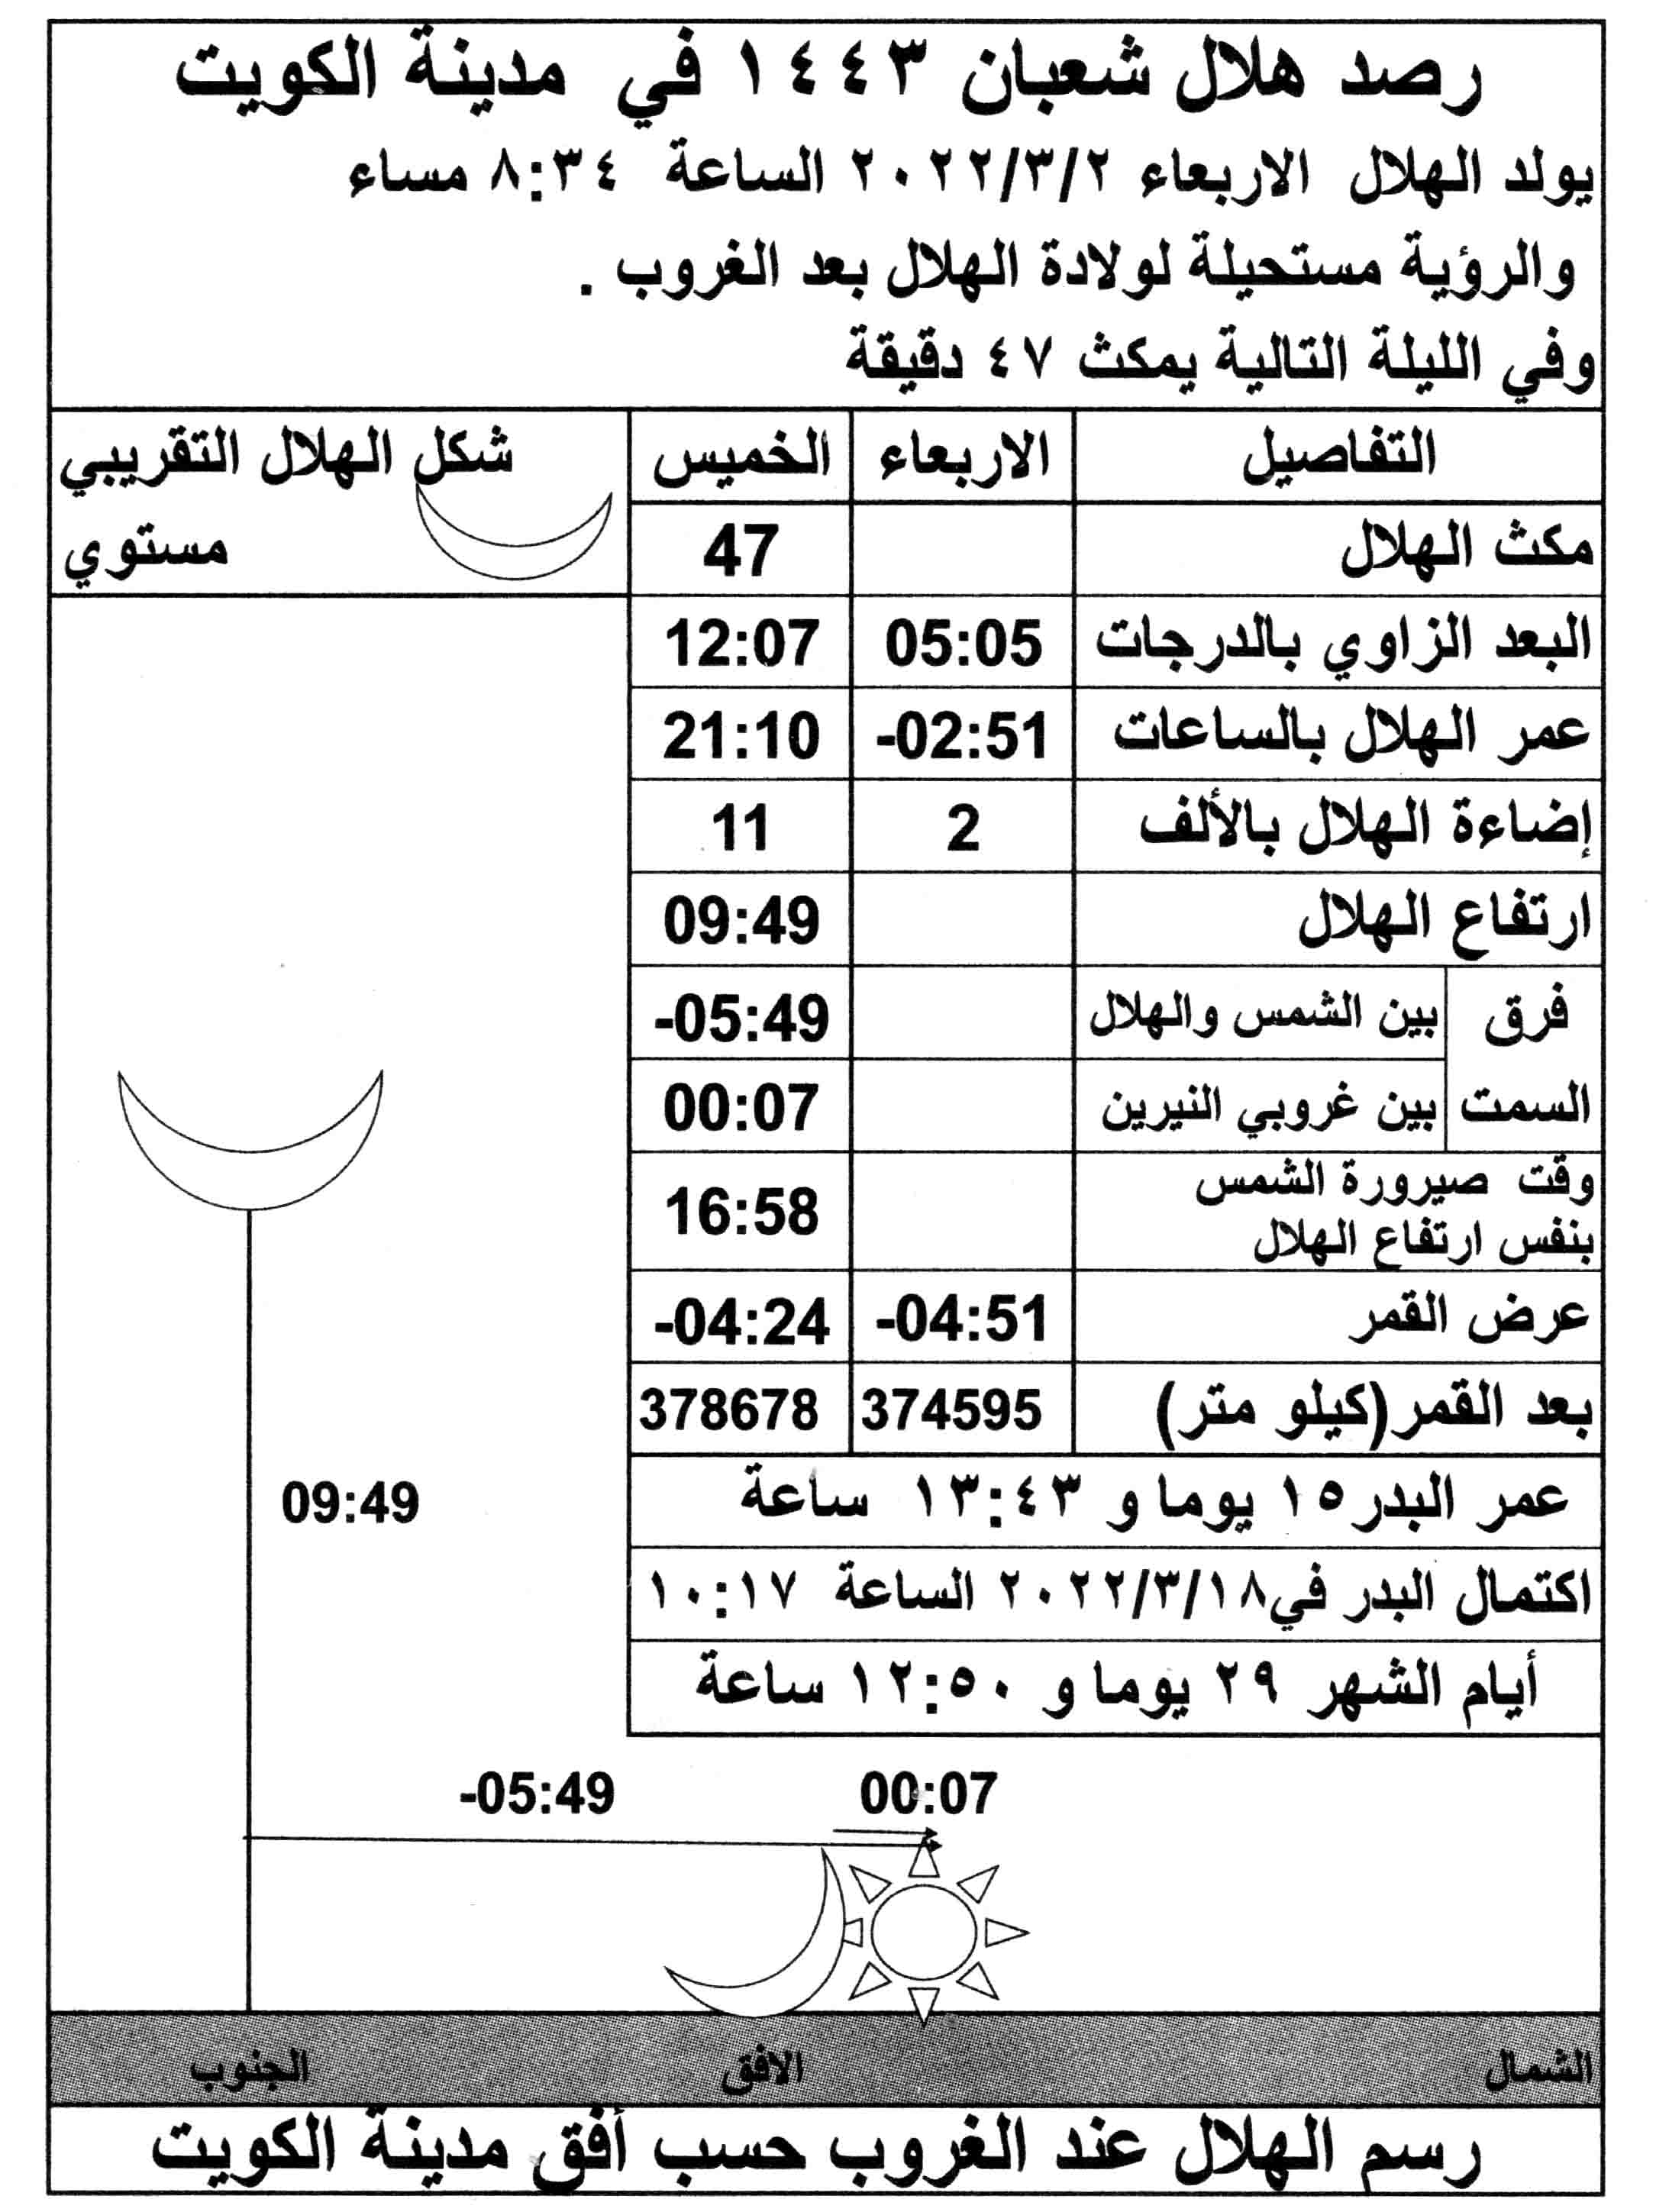 رصد هلال شعبان ١٤٤٣ في مدينة الكويت
يولد الهلال الاربعاء ٢٠٢٢/٣/٢ الساعة ٨:٣٤ مساء
والرؤية مستحيلة لولادة الهلال بعد الغروب .
وفي الليلة التالية يمكث ٤٧ دقيقة
التفاصيل الاربعاء الخميس شكل الهلال التقريبي
مكث الهلال 47 مستوي
البعد الزاوي بالدرجات 05:05 12:07
عمر الهلال بالساعات -02:51 21:10
إضاءة الهلال بالألف 2 11
ارتفاع الهلال 09:49
فرق بين الشمس والهلال -05:49
السمت بين غروبي النيرين 00:07
وقت صيرورة الشمس
بنفس ارتفاع الهلال 16:58
عرض القمر -04:51 -04:24
بعد القمر(كيلو متر) 374595 378678
عمر البدر١٥ يوما و ١٣:٤٣ ساعة
09:49
اكتمال البدر في٢٠٢٢/٣/١٨ الساعة ١٠:١٧
أيام الشهر ٢٩ يوما و ١٢:٥٠ ساعة
00:07 -05:49
الشمال الافق الجنوب
رسم الهلال عند الغروب حسب أفق مدينة الكويت